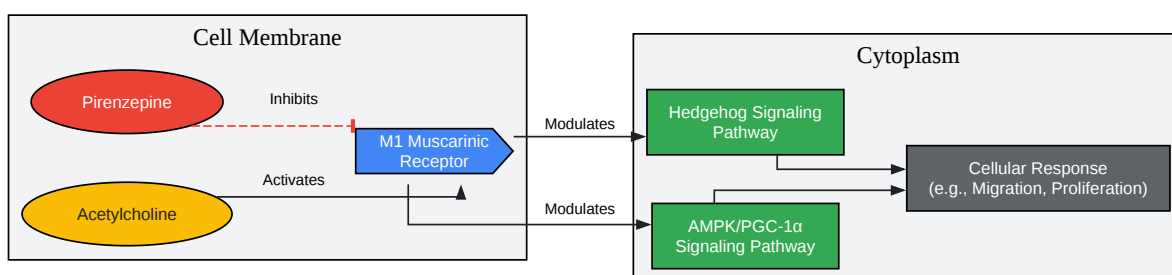 Cell Membrane
Pirenzepine
Inhibits
M1 Muscarinic
Receptor
Activates
Acetylcholine
Modulates
Modulates
Cytoplasm
Hedgehog Signaling
Pathway
Cellular Response
(e.g., Migration, Proliferation)
AMPK/PGC-1α
Signaling Pathway